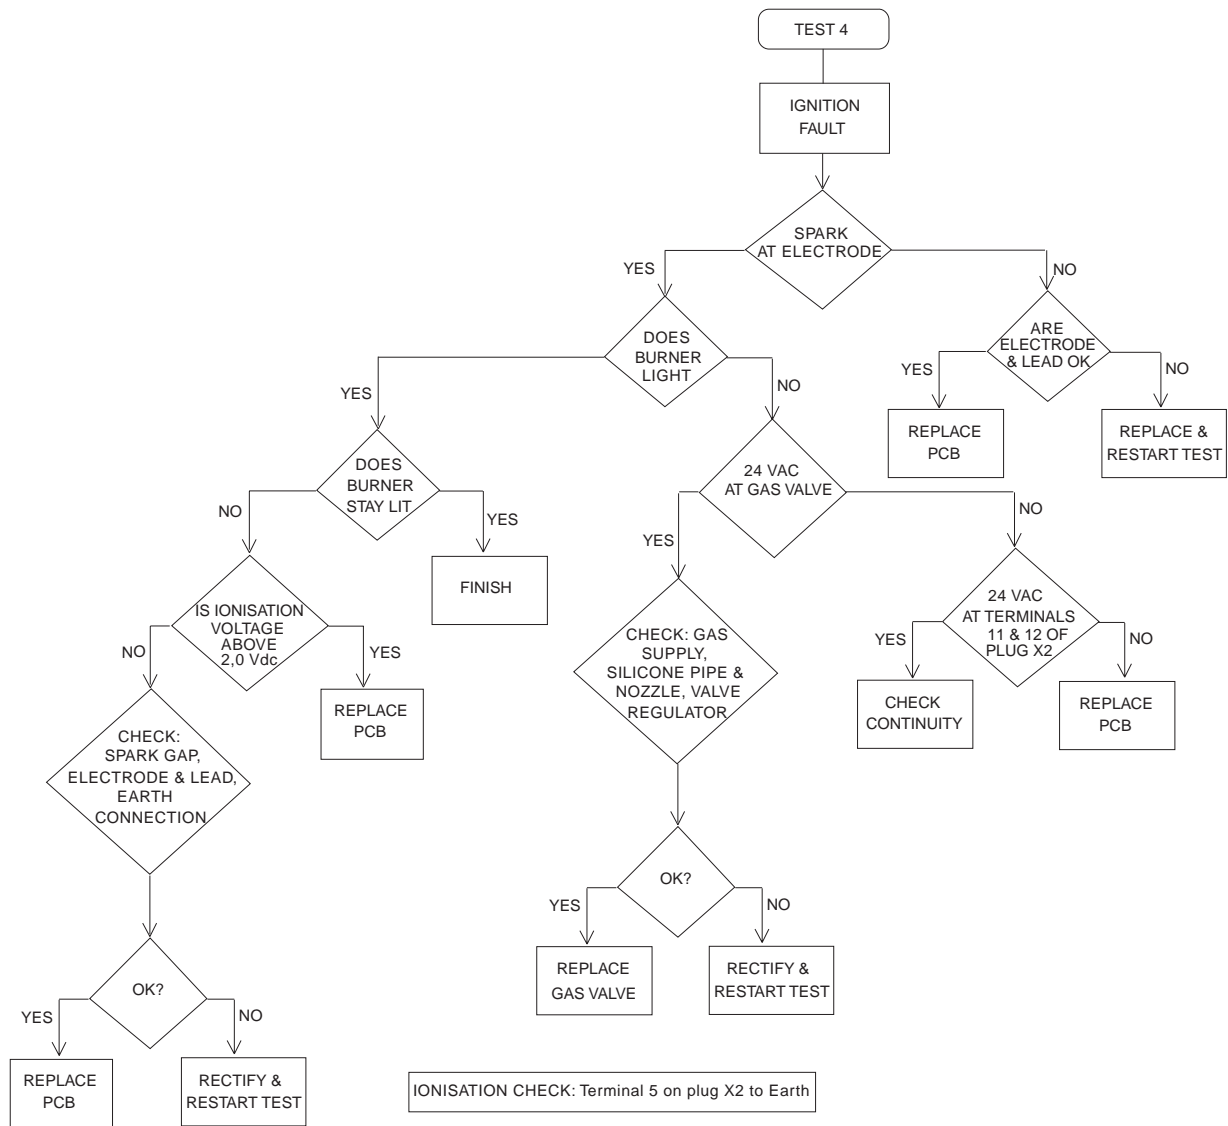 TEST 4
IGNITION
FAULT
SPARK
AT ELECTRODE
YES
NO
DOES
BURNER
LIGHT
ARE
ELECTRODE
& LEAD OK
YES
NO
YES
NO
REPLACE
PCB
REPLACE &
RESTART TEST
DOES
BURNER
STAY LIT
24 VAC
AT GAS VALVE
NO
YES
YES
NO
FINISH
IS IONISATION
VOLTAGE
ABOVE
2,0 Vdc
CHECK: GAS
SUPPLY,
SILICONE PIPE &
NOZZLE, VALVE
REGULATOR
24 VAC
AT TERMINALS
11 & 12 OF
PLUG X2
NO
YES
YES
NO
REPLACE
PCB
CHECK
CONTINUITY
REPLACE
PCB
CHECK:
SPARK GAP,
ELECTRODE & LEAD,
EARTH
CONNECTION
OK?
YES
NO
REPLACE
GAS VALVE
RECTIFY &
RESTART TEST
OK?
YES
NO
REPLACE
PCB
RECTIFY &
RESTART TEST
IONISATION CHECK: Terminal 5 on plug X2 to Earth